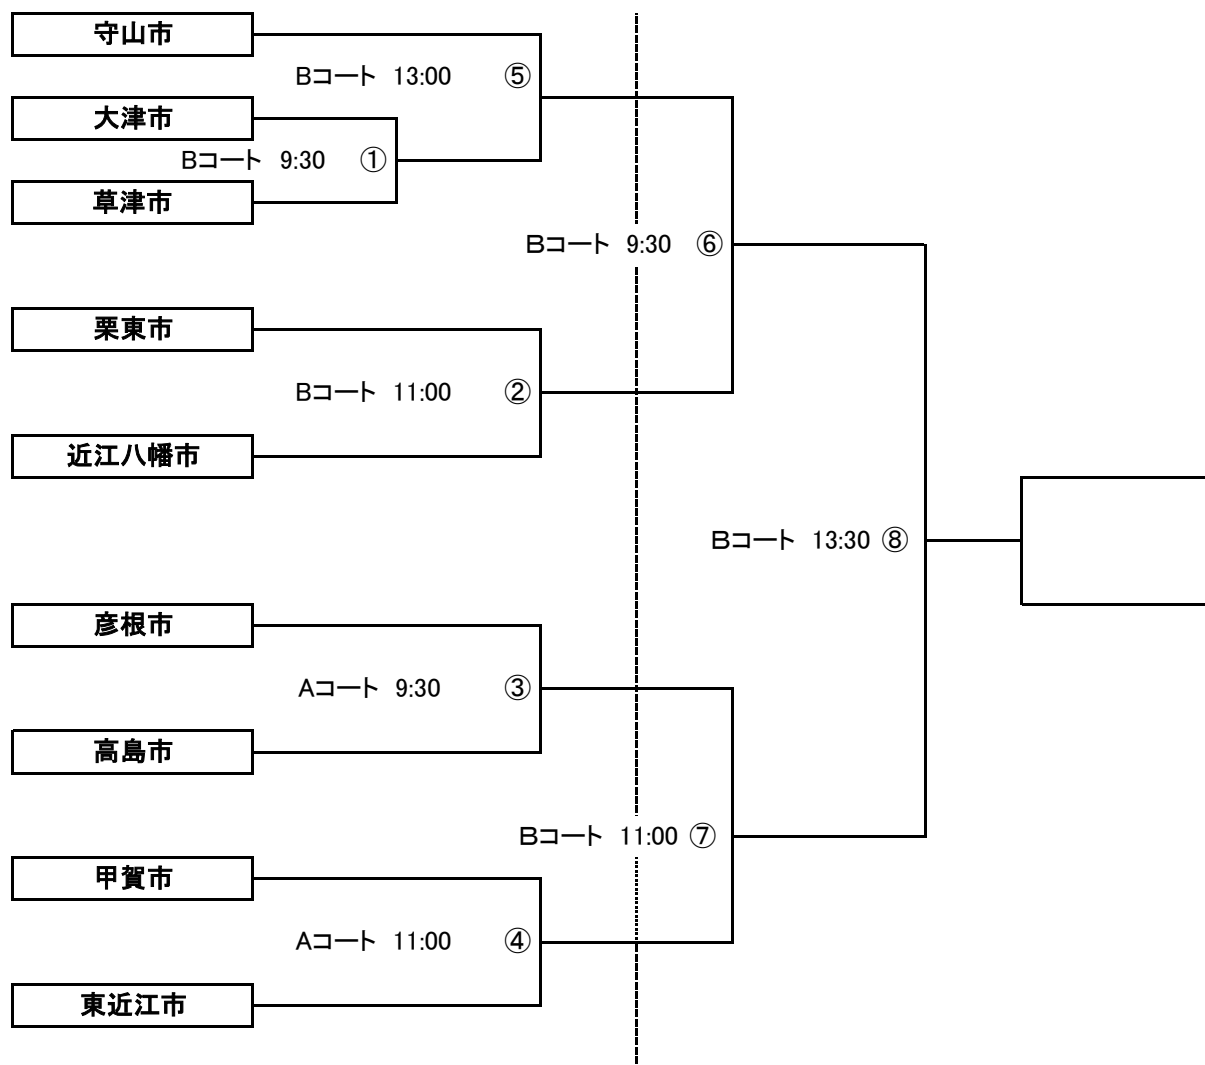 守山市
Bコート 13:00 ⑤
大津市
Bコート 9:30 ①
草津市
Bコート 9:30 ⑥
栗東市
Bコート 11:00 ②
近江八幡市
Bコート 13:30 ⑧
彦根市
Aコート 9:30 ③
高島市
Bコート 11:00 ⑦
甲賀市
Aコート 11:00 ④
東近江市